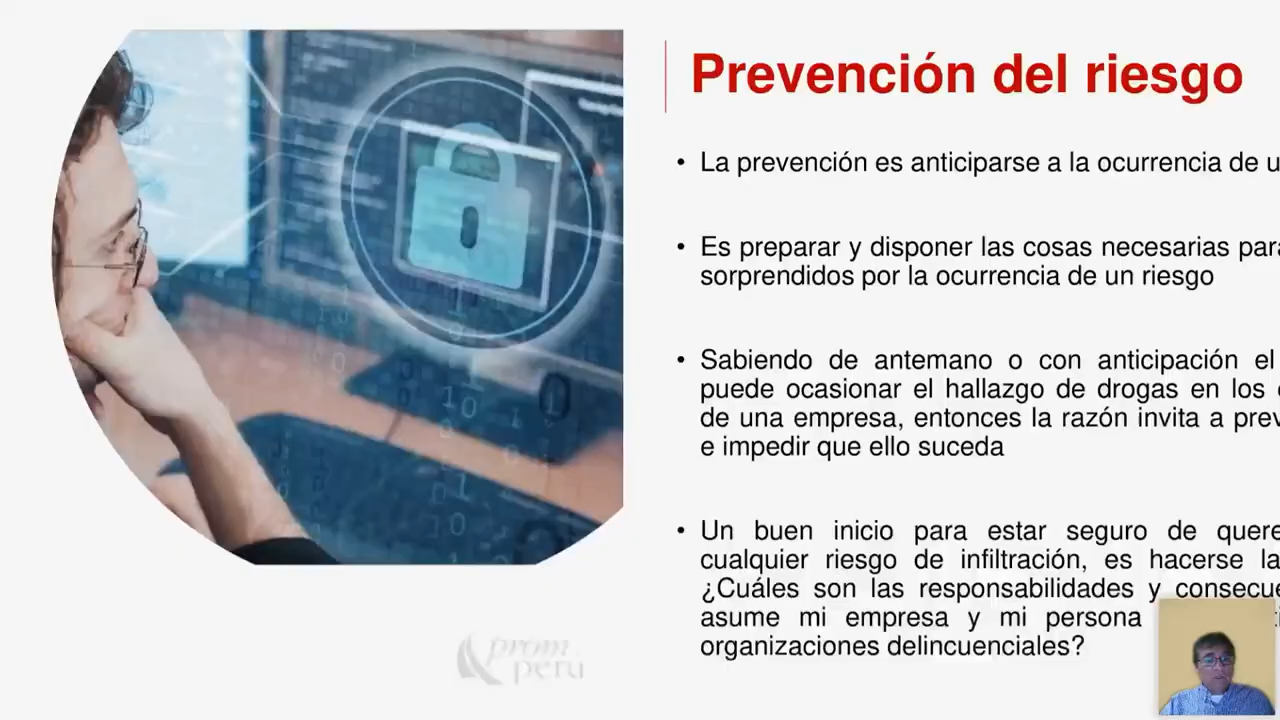 Prevención del riesgo
• La prevención es anticiparse a la ocurrencia de
• Es preparar y disponer las cosas necesarias
sorprendidos por la ocurrencia de un riesgo
• Sabiendo de antemano o con anticipación el
puede ocasionar el hallazgo de drogas en los
de una empresa, entonces la razón invita a
e impedir que ello suceda
• Un buen inicio para estar seguro de
cualquier riesgo de infiltración, es hacerse
¿Cuáles son las responsabilidades y
asume mi empresa y mi persona
organizaciones delincuenciales?
prom
perú